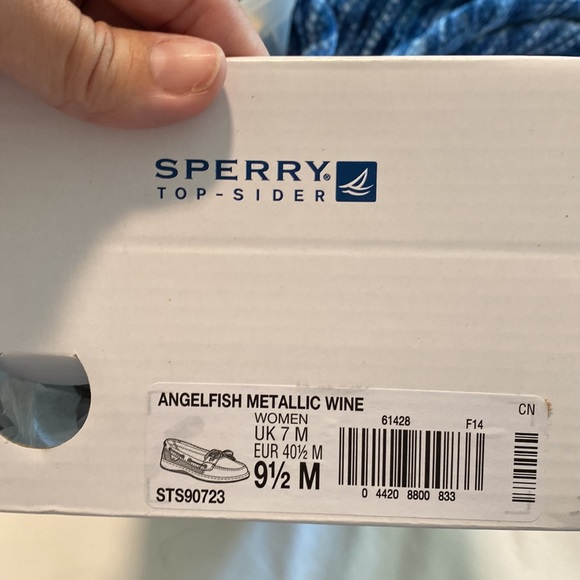 SPERRY®
TOP-SIDER
ANGELFISH METALLIC WINE
CN
WOMEN
61428 F14
UK 7 M
EUR 40½ M
9½ M
STS90723
0 4420 8800 833